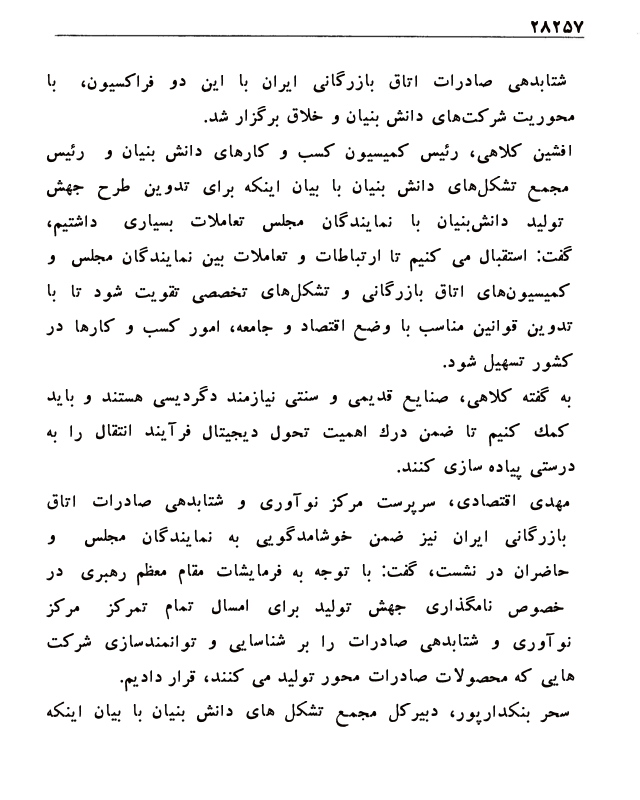 ۲۸۲۵۷
شتابدهی صادرات اتاق بازرگانی ایران با این دو فراکسیون، با
محوریت شرکت‌های دانش بنیان و خلاق برگزار شد.
افشین کلاهی، رئیس کمیسیون کسب و کارهای دانش بنیان و رئیس
مجمع تشکل‌های دانش بنیان با بیان اینکه برای تدوین طرح جهش
تولید دانش‌بنیان با نمایندگان مجلس تعاملات بسیاری داشتیم،
گفت: استقبال می کنیم تا ارتباطات و تعاملات بین نمایندگان مجلس و
کمیسیون‌های اتاق بازرگانی و تشکل‌های تخصصی تقویت شود تا با
تدوین قوانین مناسب با وضع اقتصاد و جامعه، امور کسب و کارها در
کشور تسهیل شود.
به گفته کلاهی، صنایع قدیمی و سنتی نیازمند دگردیسی هستند و باید
کمك کنیم تا ضمن درك اهمیت تحول دیجیتال فرآیند انتقال را به
درستی پیاده سازی کنند.
مهدی اقتصادی، سرپرست مرکز نوآوری و شتابدهی صادرات اتاق
بازرگانی ایران نیز ضمن خوشامدگویی به نمایندگان مجلس و
حاضران در نشست، گفت: با توجه به فرمایشات مقام معظم رهبری در
خصوص نامگذاری جهش تولید برای امسال تمام تمرکز مرکز
نوآوری و شتابدهی صادرات را بر شناسایی و توانمندسازی شرکت
هایی که محصولات صادرات محور تولید می کنند، قرار دادیم.
سحر بنکدارپور، دبیرکل مجمع تشکل های دانش بنیان با بیان اینکه